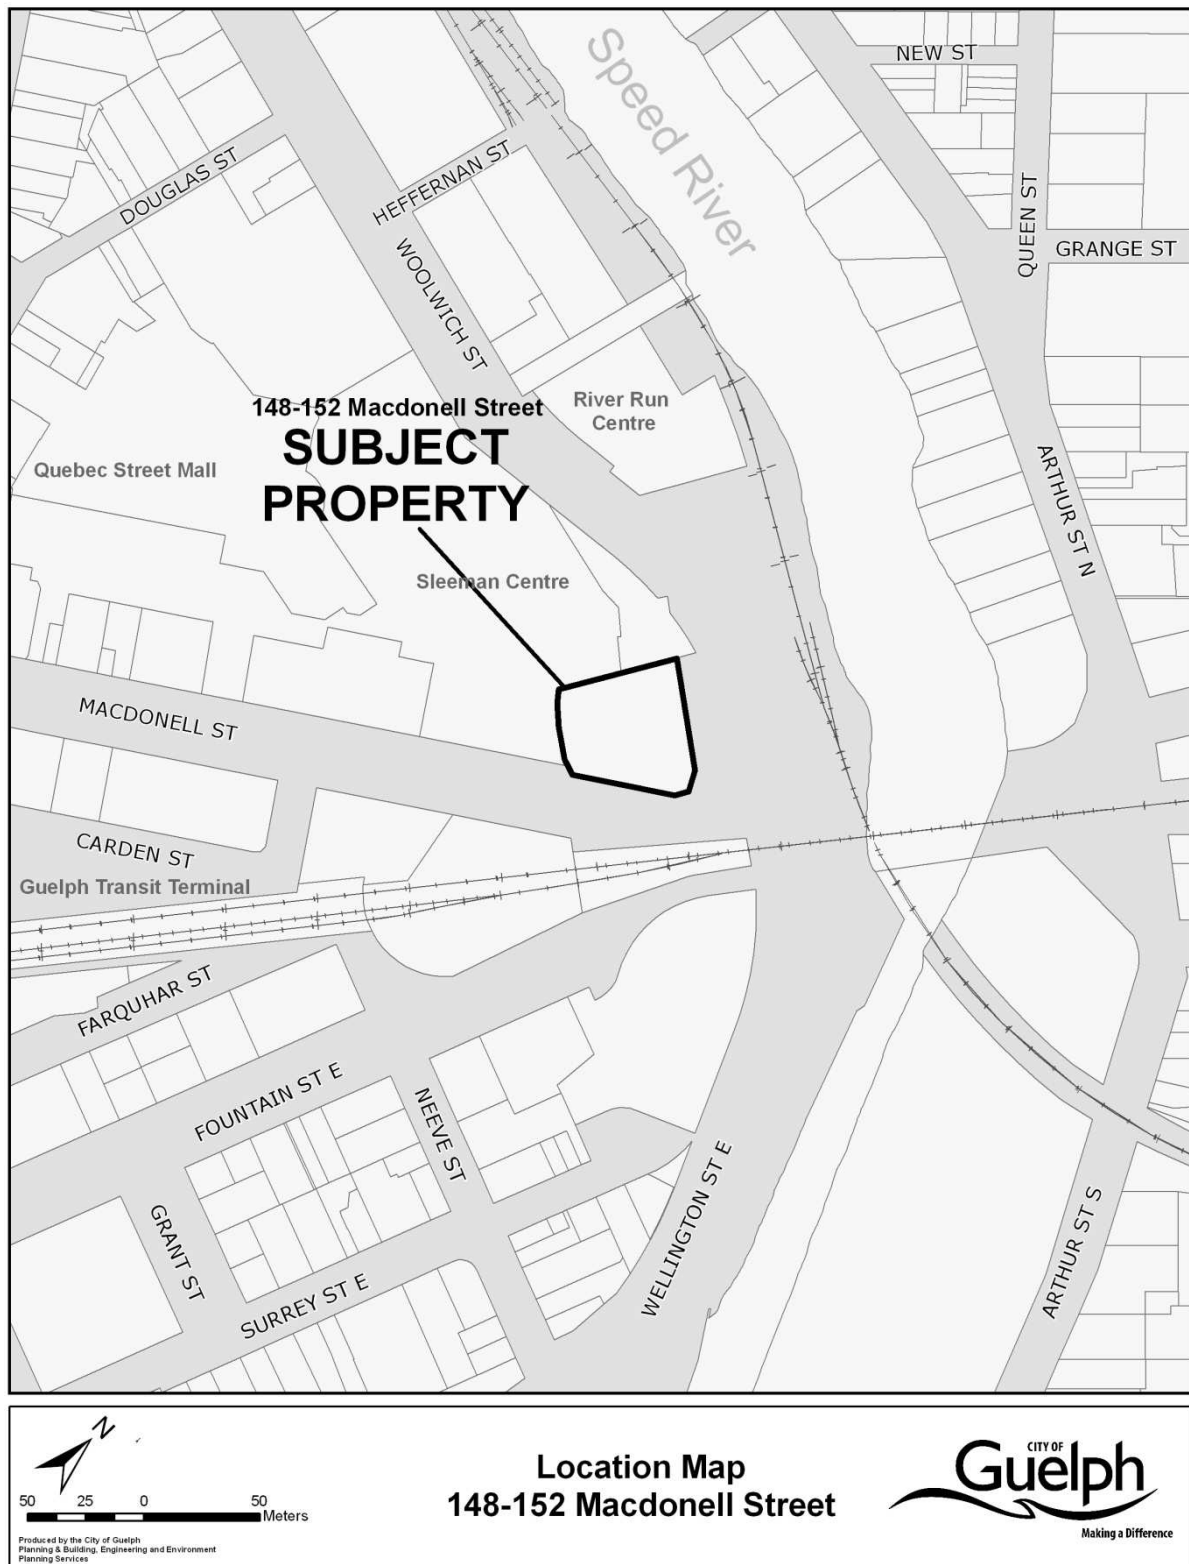 NEW ST
Speed River
DOUGLAS ST
HEFFERNAN ST
QUEEN ST
GRANGE ST
WOOLWICH ST
148-152 Macdonell Street
SUBJECT
PROPERTY
River Run
Centre
Quebec Street Mall
ARTHUR ST N
Sleeman Centre
MACDONELL ST
CARDEN ST
Guelph Transit Terminal
FARQUHAR ST
FOUNTAIN ST E
NEEVE ST
GRANT ST
WELLINGTON ST E
ARTHUR ST S
SURREY ST E
N
50 25 0 50
Meters
Produced by the City of Guelph
Planning & Building, Engineering and Environment
Planning Services
Location Map
148-152 Macdonell Street
CITY OF
Guelph
Making a Difference